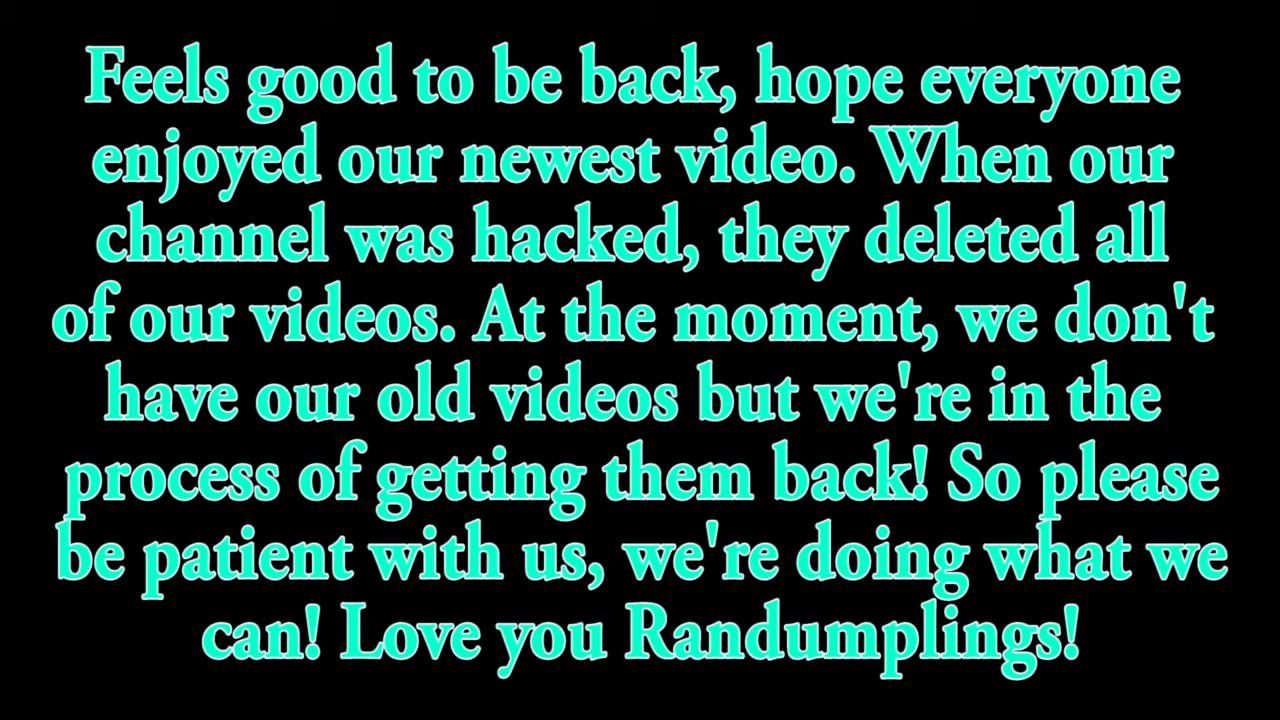 Feels good to be back, hope everyone
enjoyed our newest video. When our
channel was hacked, they deleted all
of our videos. At the moment, we don't
have our old videos but we're in the
process of getting them back! So please
be patient with us, we're doing what we
can! Love you Randumplings!